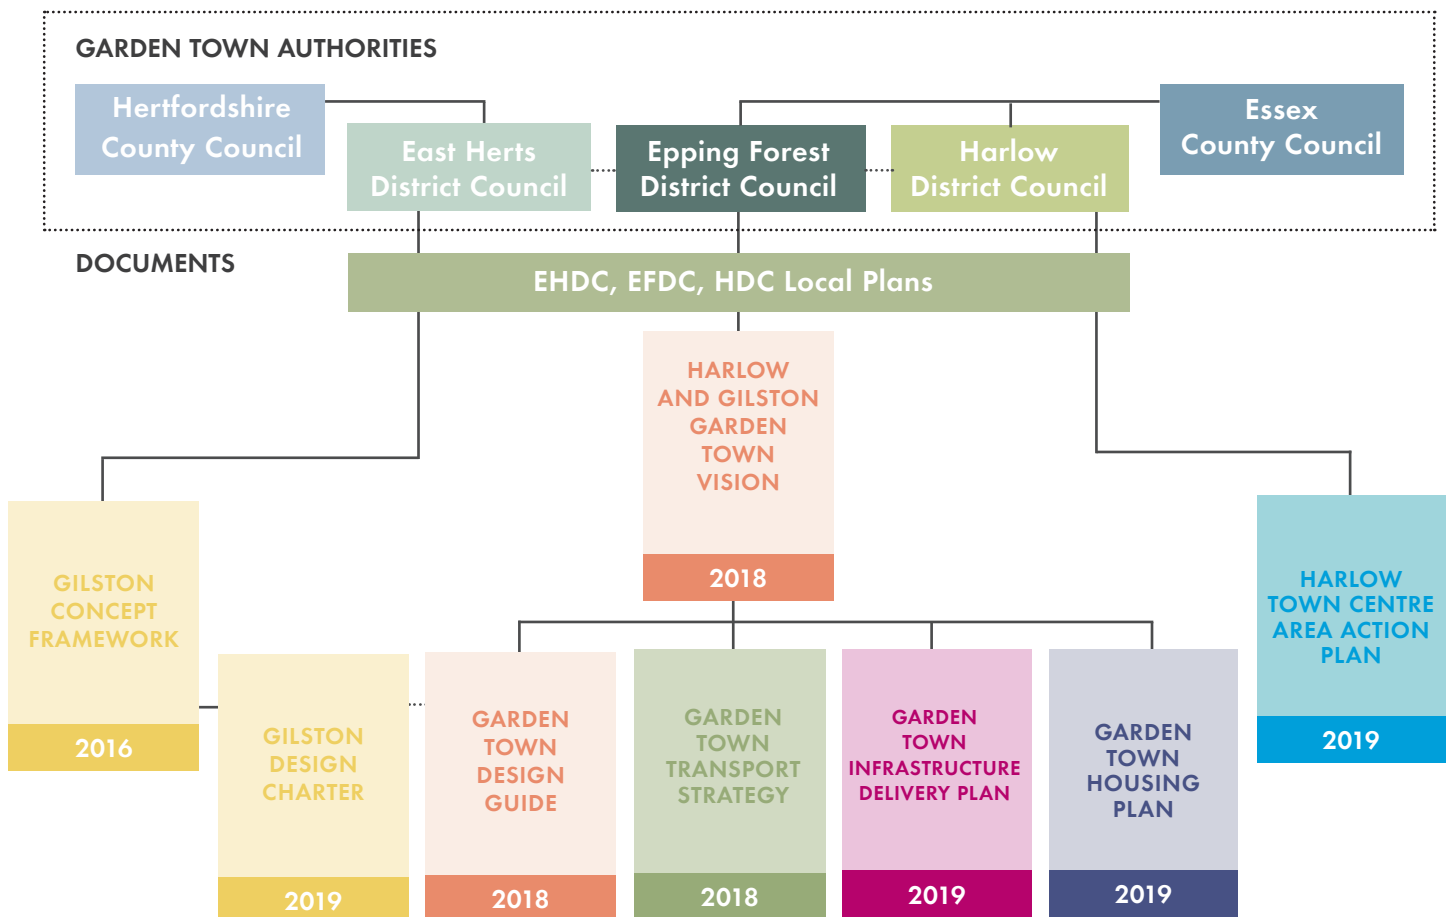 GARDEN TOWN AUTHORITIES
Hertfordshire
County Council
East Herts
District Council
Epping Forest
District Council
Harlow
District Council
Essex
County Council
DOCUMENTS
EHDC, EFDC, HDC Local Plans
HARLOW
AND GILSTON
GARDEN
TOWN
VISION
2018
GILSTON
CONCEPT
FRAMEWORK
2016
GILSTON
DESIGN
CHARTER
2019
GARDEN
TOWN
DESIGN
GUIDE
2018
GARDEN
TOWN
TRANSPORT
STRATEGY
2018
GARDEN
TOWN
INFRASTRUCTURE
DELIVERY PLAN
2019
GARDEN
TOWN
HOUSING
PLAN
2019
HARLOW
TOWN CENTRE
AREA ACTION
PLAN
2019